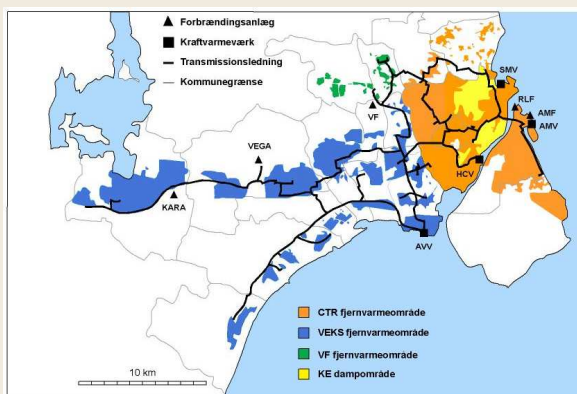 Forbrændingsanlæg
Kraftvarmeværk
Transmissionsledning
Kommunegrænse
SMV
RLF
AMF
AMV
VF
VEGA
HCV
KARA
AVV
CTR fjernvarmeområde
VEKS fjernvarmeområde
VF fjernvarmeområde
KE dampområde
10 km